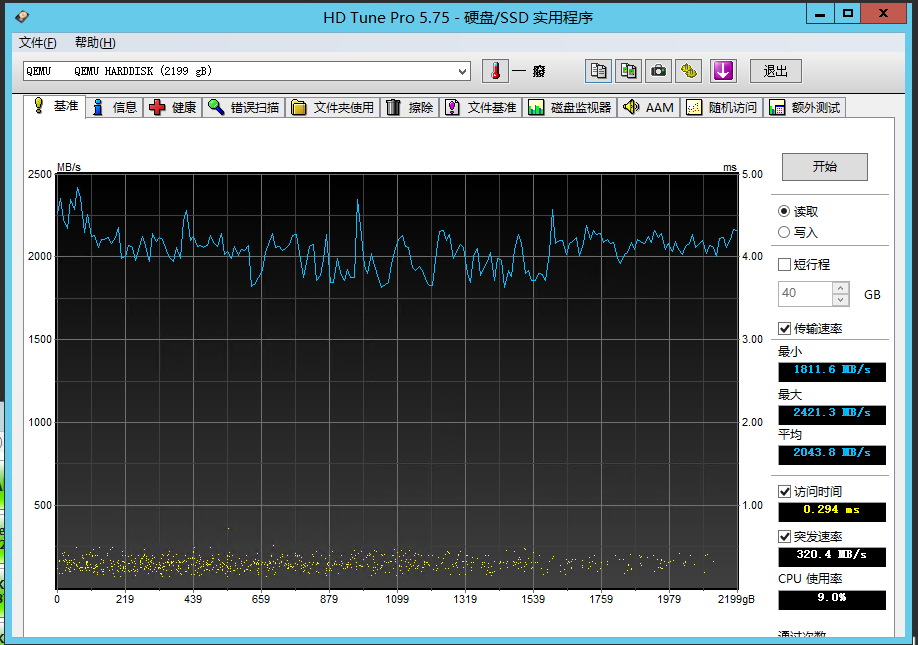 HD Tune Pro 5.75 - 硬盘/SSD 实用程序
文件(F) 帮助(H)
QEMU QEMU HARDDISK (2199 gB)
— 癈
退出
基准 信息 健康 错误扫描 文件夹使用 擦除 文件基准 磁盘监视器 AAM 随机访问 额外测试
MB/s
ms
2500
2000
1500
1000
500
5.00
4.00
3.00
2.00
1.00
0 219 439 659 879 1099 1319 1539 1759 1979 2199gB
开始
读取
写入
短行程
40 GB
传输速率
最小
1811.6 MB/s
最大
2421.3 MB/s
平均
2043.8 MB/s
访问时间
0.294 ms
突发速率
320.4 MB/s
CPU 使用率
9.0%
通过次数